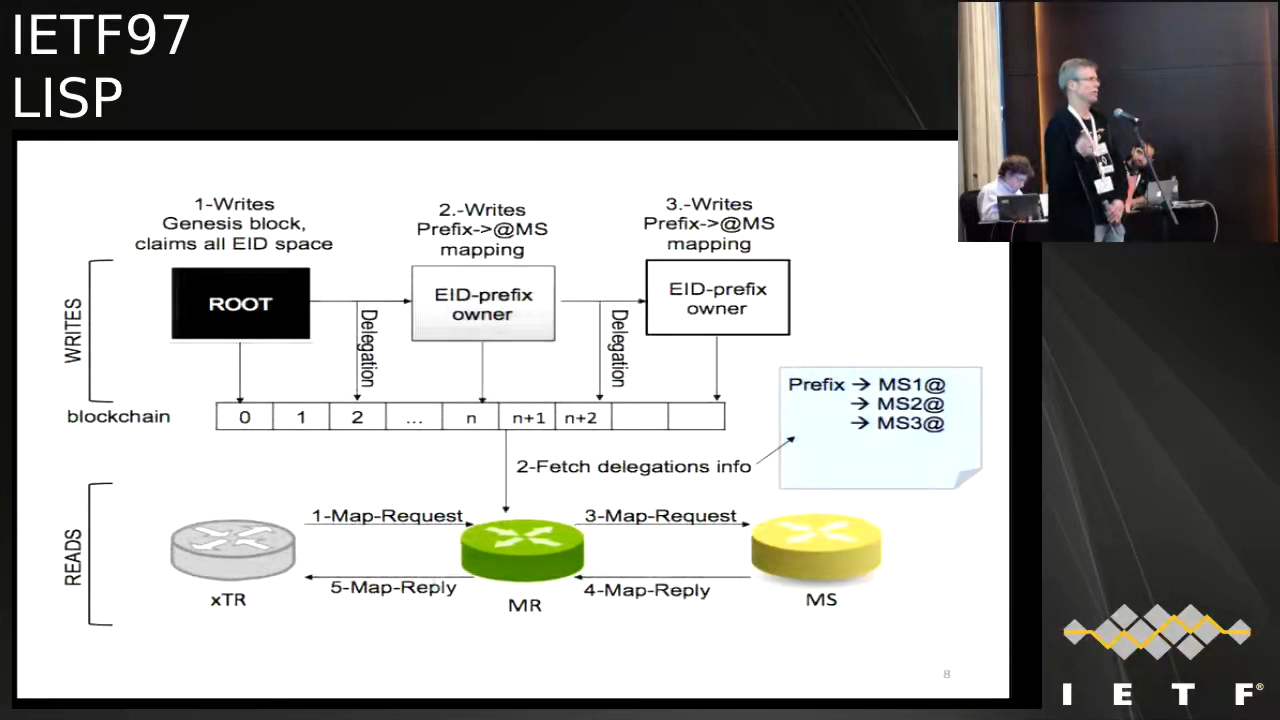 IETF97
LISP
1-Writes
Genesis block,
claims all EID space
2.-Writes
Prefix->@MS
mapping
3.-Writes
Prefix->@MS
mapping
WRITES
ROOT
Delegation
EID-prefix
owner
Delegation
EID-prefix
owner
blockchain
0 1 2 ... n n+1 n+2
Prefix → MS1@
→ MS2@
→ MS3@
2-Fetch delegations info
READS
1-Map-Request
3-Map-Request
5-Map-Reply
4-Map-Reply
xTR
MR
MS
8
I E T F®